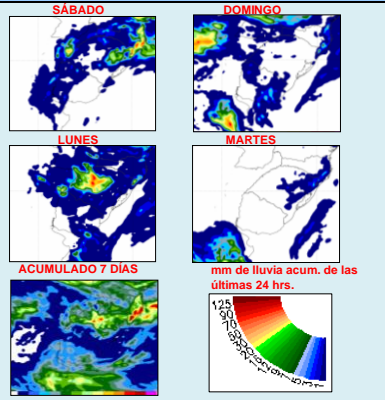 SÁBADO
DOMINGO
LUNES
MARTES
ACUMULADO 7 DÍAS
mm de lluvia acum. de las
últimas 24 hrs.
125
90
70
50